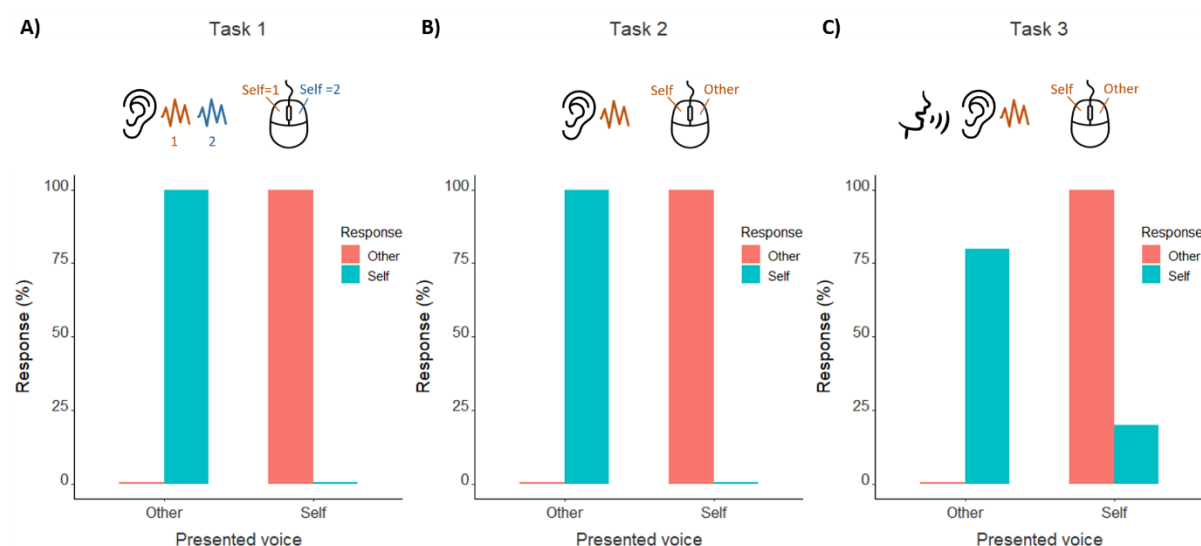 A)
Task 1
Self=1
Self =2
1
2
Response (%)
100
75
50
25
0
Response
Other
Self
Other
Self
Presented voice
B)
Task 2
Self
Other
Response (%)
100
75
50
25
0
Response
Other
Self
Other
Self
Presented voice
C)
Task 3
Self
Other
Response (%)
100
75
50
25
0
Response
Other
Self
Other
Self
Presented voice